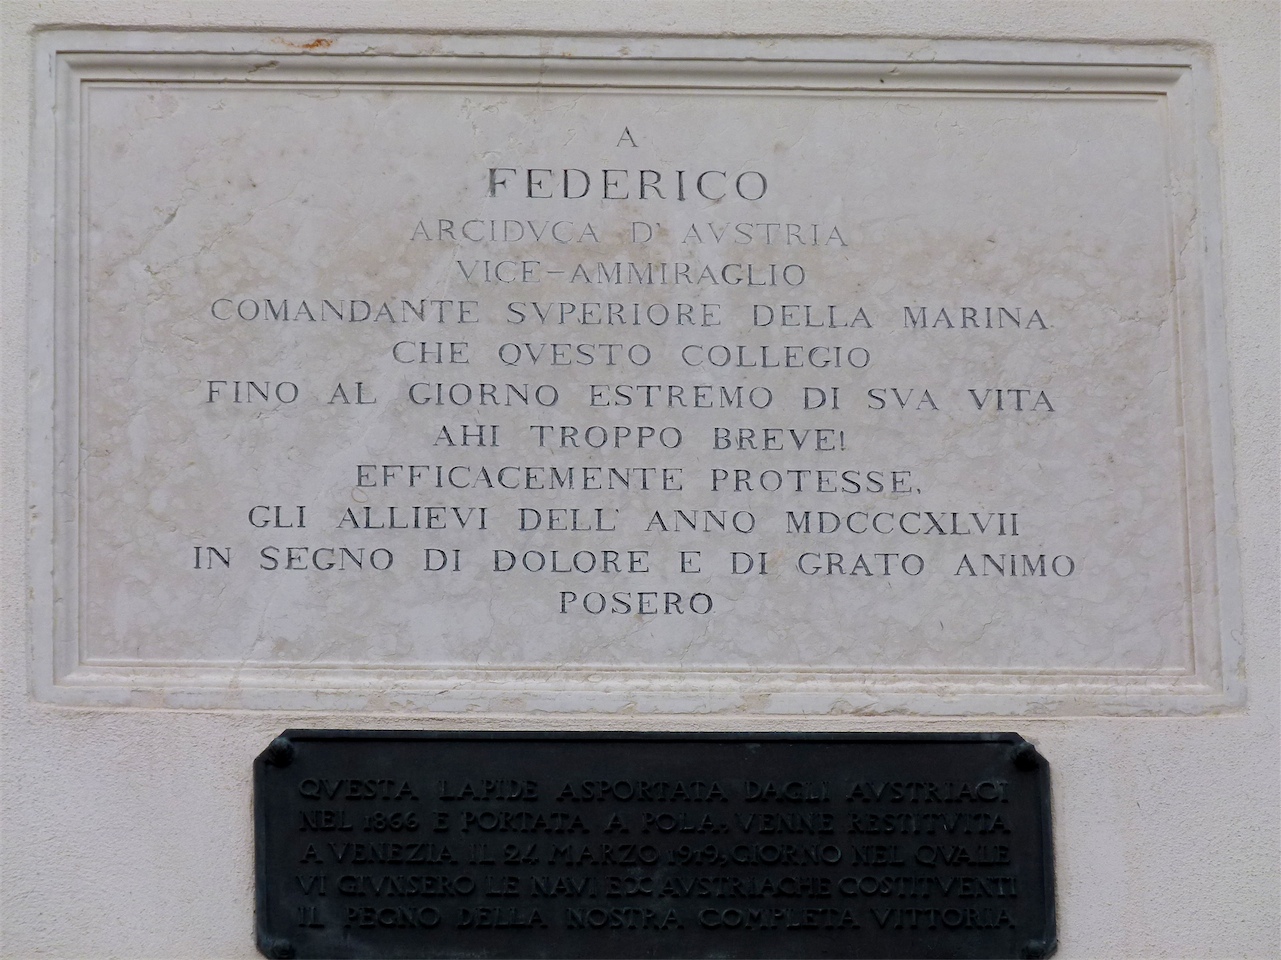 A
FEDERICO
ARCIDVCA D'AVSTRIA
VICE-AMMIRAGLIO
COMANDANTE SVPERIORE DELLA MARINA
CHE QVESTO COLLEGIO
FINO AL GIORNO ESTREMO DI SVA VITA
AHI TROPPO BREVE!
EFFICACEMENTE PROTESSE,
GLI ALLIEVI DELL'ANNO MDCCCXLVII
IN SEGNO DI DOLORE E DI GRATO ANIMO
POSERO
QVESTA LAPIDE ASPORTATA DAGLI AVSTRIACI
NEL 1866 E PORTATA A POLA, VENNE RESTITVITA
A VENEZIA IL 24 MARZO 1919, GIORNO NEL QVALE
VI GIVNSERO LE NAVI EX AVSTRIACHE COSTITVENTI
IL PEGNO DELLA NOSTRA COMPLETA VITTORIA